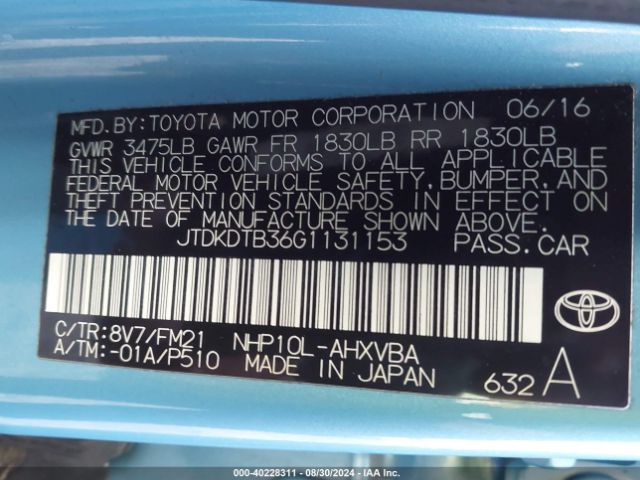 MFD.BY:TOYOTA MOTOR CORPORATION 06/16
GVWR 3475LB GAWR FR 1830LB RR 1830LB
THIS VEHICLE CONFORMS TO ALL APPLICABLE
FEDERAL MOTOR VEHICLE SAFETY,BUMPER,AND
THEFT PREVENTION STANDARDS IN EFFECT ON
THE DATE OF MANUFACTURE SHOWN ABOVE.
JTDKDTB36G1131153 PASS.CAR
C/TR:8V7/FM21 NHP10L-AHXVBA
A/TM:-01A/P510 MADE IN JAPAN
632 A
000-40228311 - 08/30/2024 - IAA, LLC.